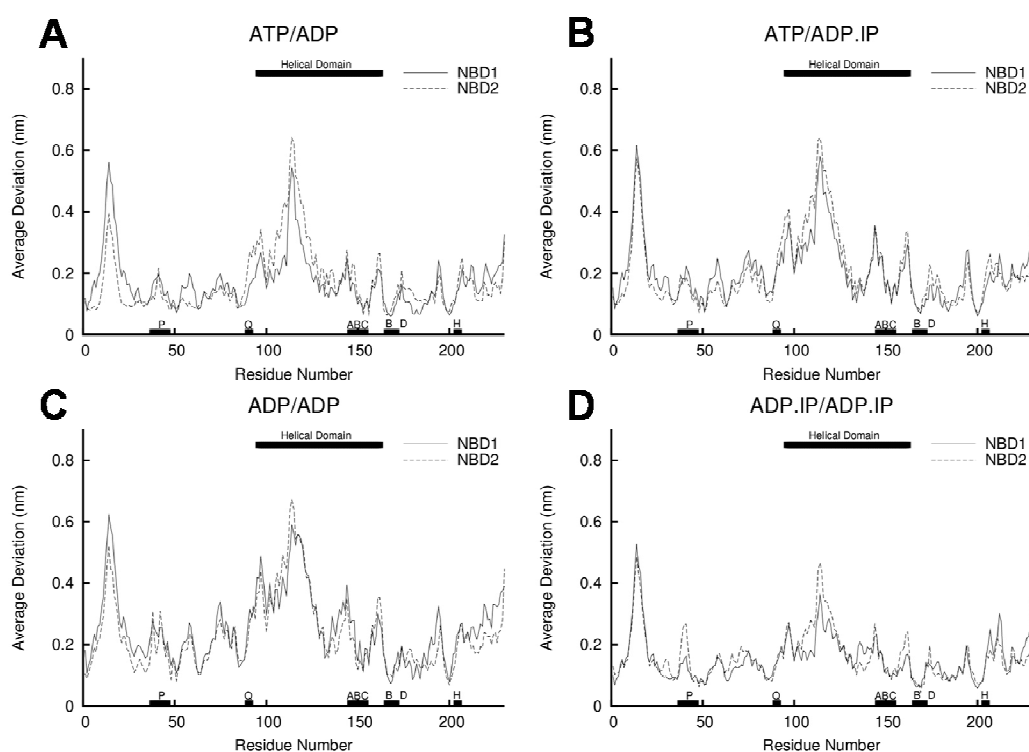 A
ATP/ADP
Helical Domain
NBD1
NBD2
Average Deviation (nm)
0.8
0.6
0.4
0.2
0
P
Q
ABC
B
D
H
0
50
100
150
200
Residue Number
B
ATP/ADP.IP
Helical Domain
NBD1
NBD2
Average Deviation (nm)
0.8
0.6
0.4
0.2
0
P
Q
ABC
B
D
H
0
50
100
150
200
Residue Number
C
ADP/ADP
Helical Domain
NBD1
NBD2
Average Deviation (nm)
0.8
0.6
0.4
0.2
0
P
Q
ABC
B
D
H
0
50
100
150
200
Residue Number
D
ADP.IP/ADP.IP
Helical Domain
NBD1
NBD2
Average Deviation (nm)
0.8
0.6
0.4
0.2
0
P
Q
ABC
B
D
H
0
50
100
150
200
Residue Number